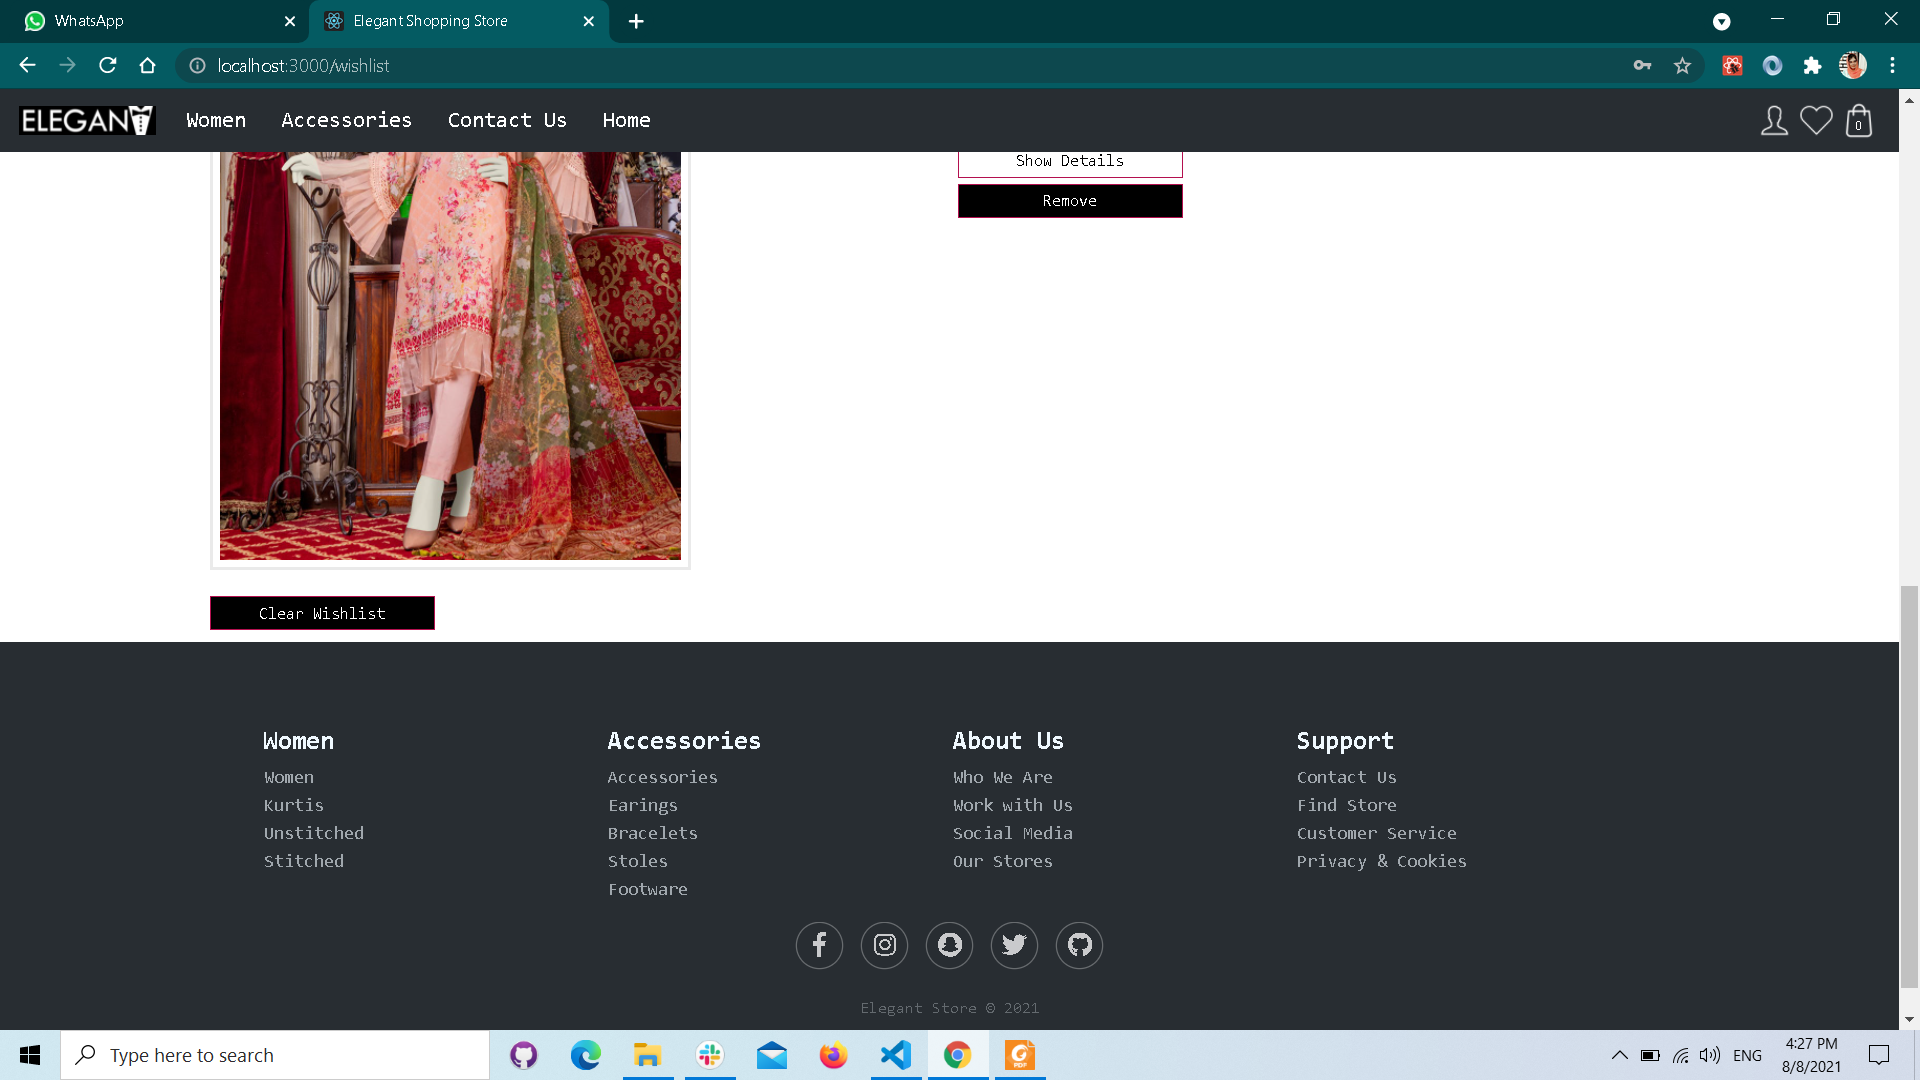 WhatsApp
Elegant Shopping Store
localhost:3000/wishlist
ELEGANT
Women
Accessories
Contact Us
Home
0
Show Details
Remove
Clear Wishlist
Women
Women
Kurtis
Unstitched
Stitched
Accessories
Accessories
Earings
Bracelets
Stoles
Footware
About Us
Who We Are
Work with Us
Social Media
Our Stores
Support
Contact Us
Find Store
Customer Service
Privacy & Cookies
Elegant Store © 2021
Type here to search
PDF
ENG
4:27 PM
8/8/2021